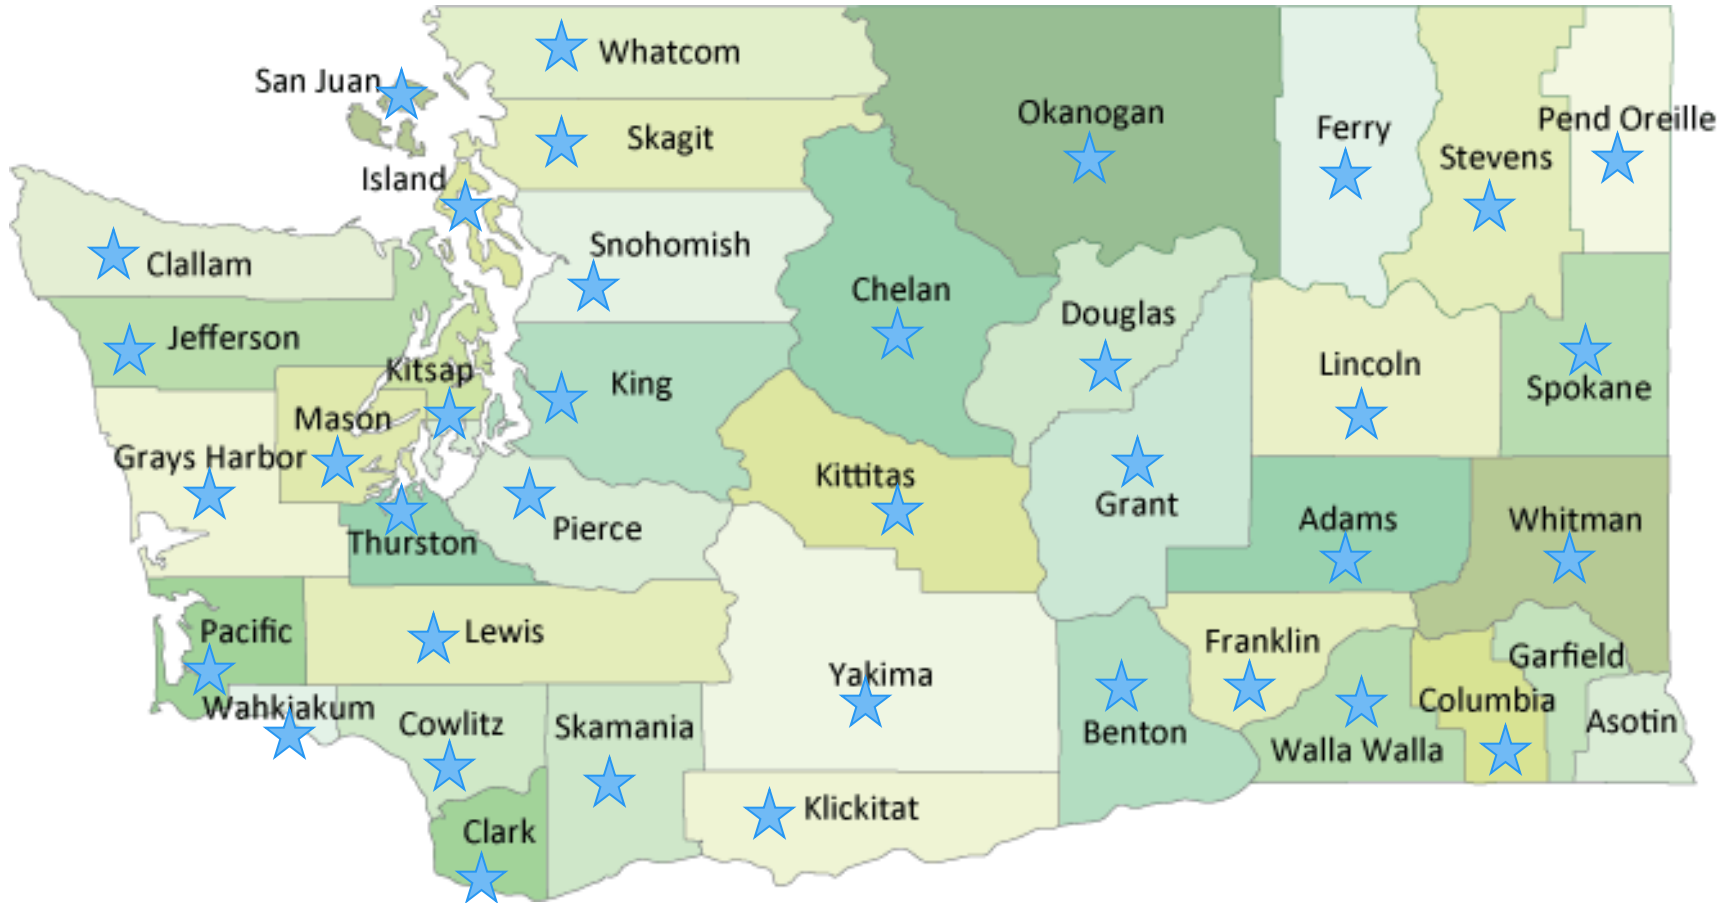 Whatcom
San Juan
Okanogan
Pend Oreille
Ferry
Skagit
Stevens
Island
Snohomish
Clallam
Chelan
Douglas
Jefferson
Lincoln
Kitsap
King
Spokane
Mason
Grays Harbor
Kittitas
Grant
Adams
Whitman
Pierce
Thurston
Pacific
Lewis
Franklin
Garfield
Yakima
Columbia
Wahkiakum
Cowlitz
Skamania
Asotin
Benton
Walla Walla
Klickitat
Clark